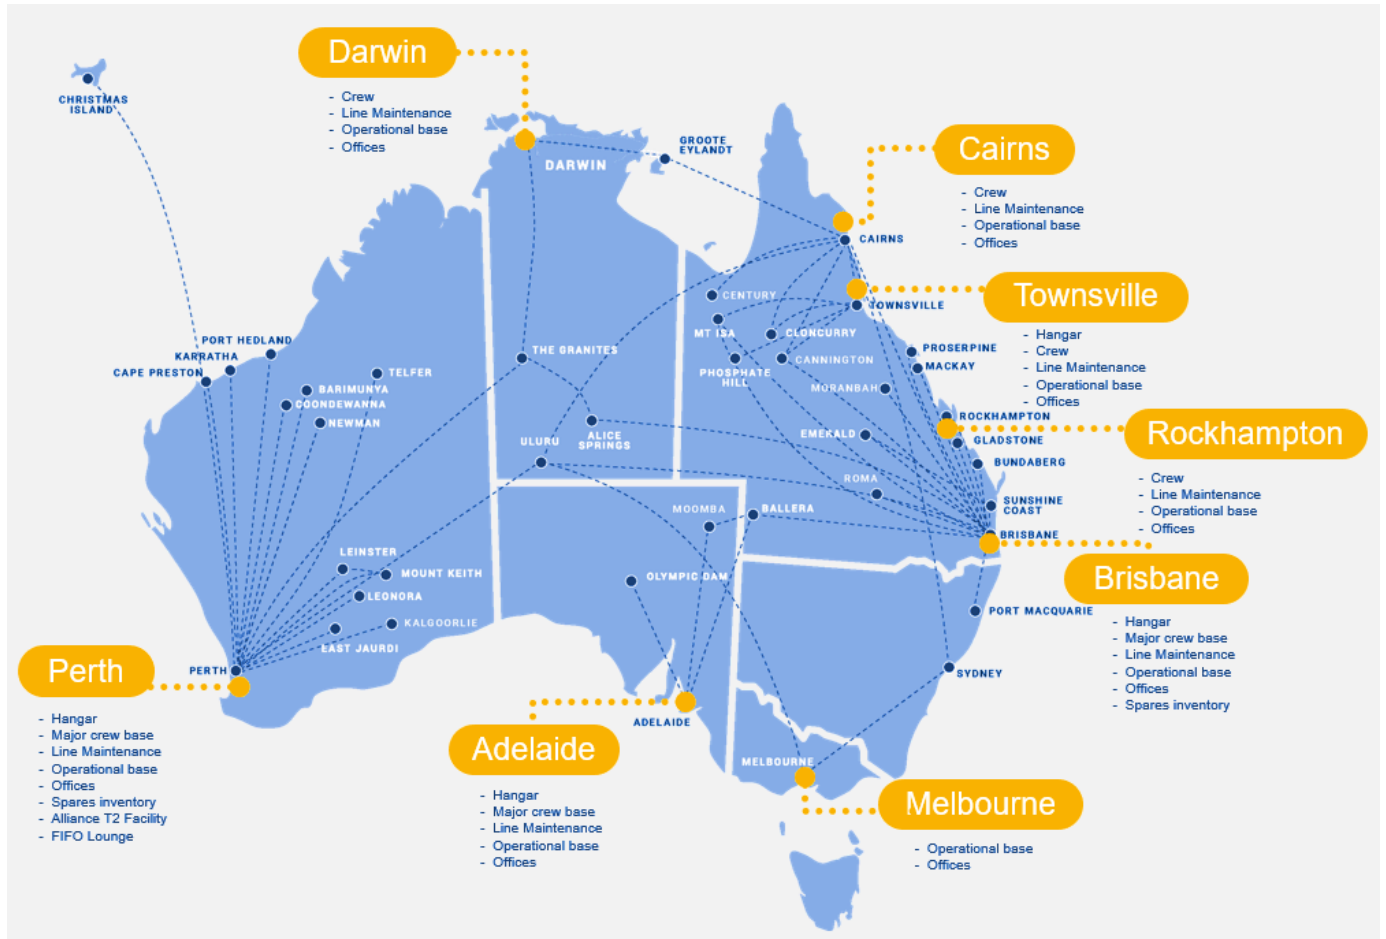 Darwin
- Crew
- Line Maintenance
- Operational base
- Offices
CHRISTMAS
ISLAND
GROOTE
EYLANDT
DARWIN
Cairns
- Crew
- Line Maintenance
- Operational base
- Offices
CAIRNS
Townsville
- Hangar
- Crew
- Line Maintenance
- Operational base
- Offices
CENTURY
TOWNSVILLE
MT ISA
CLONCURRY
PORT HEDLAND
KARRATHA
CAPE PRESTON
THE GRANITES
PROSERPINE
MACKAY
CANNINGTON
PHOSPHATE
HILL
TELFER
BARIMUNYA
COONDEWANNA
NEWMAN
MORANBAH
ROCKHAMPTON
Rockhampton
- Crew
- Line Maintenance
- Operational base
- Offices
EMERALD
GLADSTONE
ULURU
ALICE
SPRINGS
BUNDABERG
ROMA
SUNSHINE
COAST
MOOMBA
BALLERA
BRISBANE
Brisbane
- Hangar
- Major crew base
- Line Maintenance
- Operational base
- Offices
- Spares inventory
LEINSTER
MOUNT KEITH
LEONORA
OLYMPIC DAM
KALGOORLIE
EAST JAURDI
PORT MACQUARIE
SYDNEY
PERTH
Perth
- Hangar
- Major crew base
- Line Maintenance
- Operational base
- Offices
- Spares inventory
- Alliance T2 Facility
- FIFO Lounge
ADELAIDE
Adelaide
- Hangar
- Major crew base
- Line Maintenance
- Operational base
- Offices
MELBOURNE
Melbourne
- Operational base
- Offices